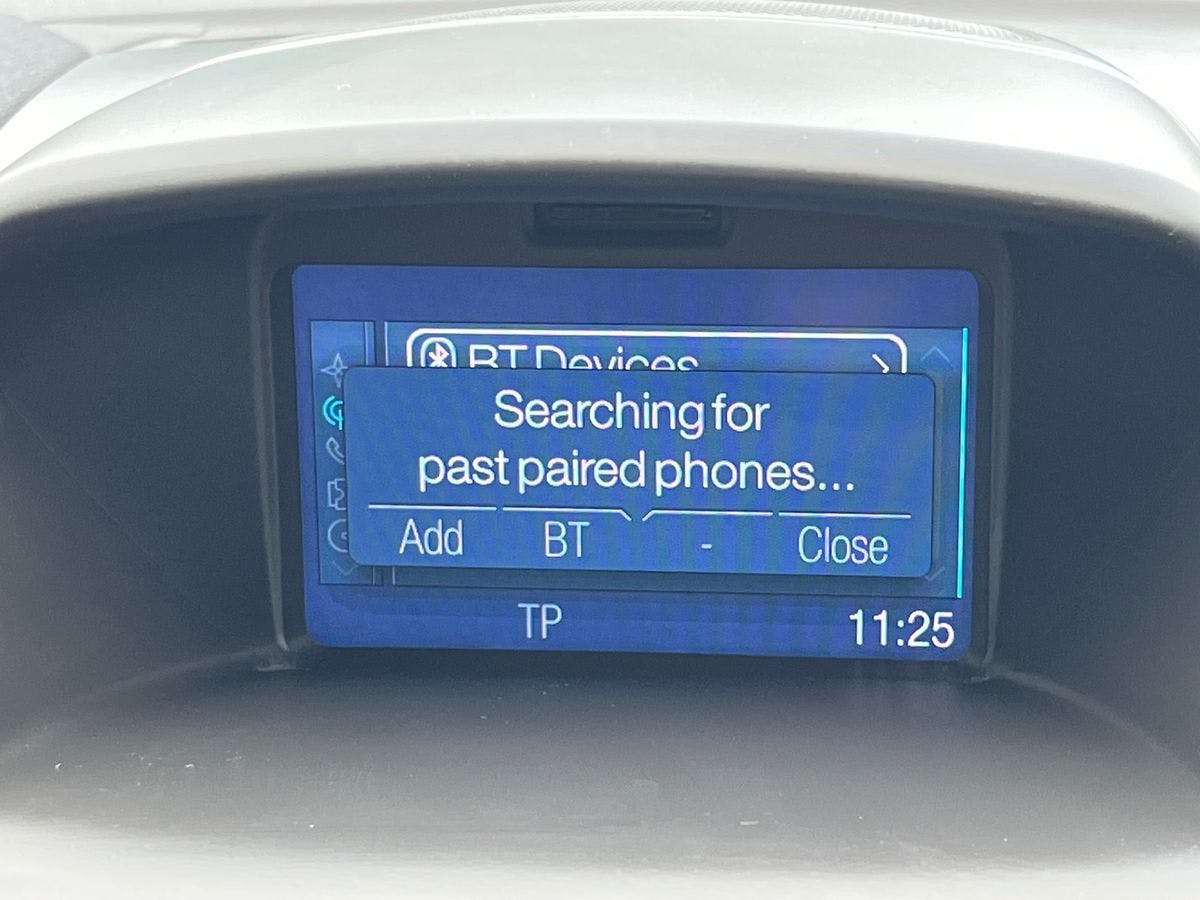 BT Devices
Searching for
past paired phones...
Add BT - Close
TP 11:25